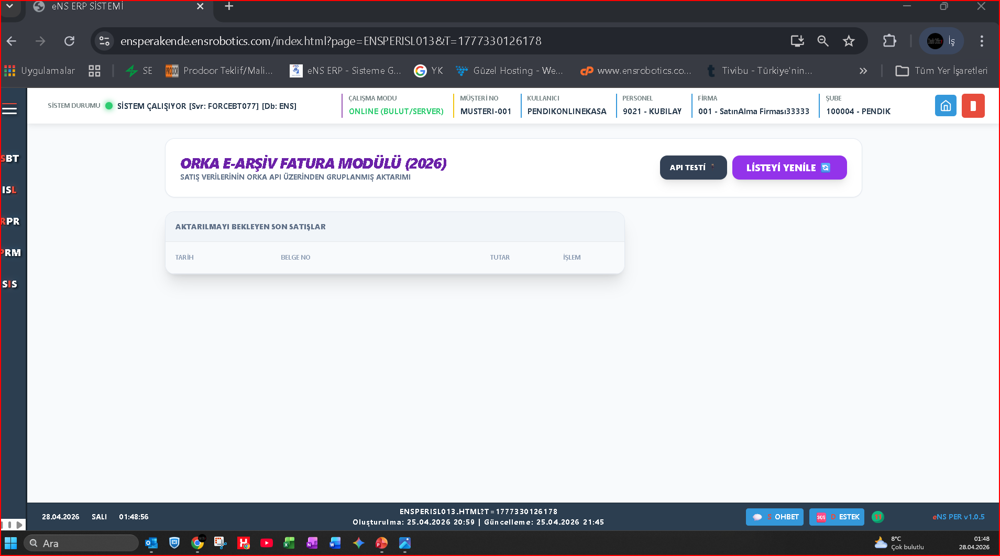 eNS ERP SİSTEMİ
ensperakende.ensrobotics.com/index.html?page=ENSPERISL013&T=1777330126178
İş
Uygulamalar
SE
Prodoor Teklif/Mali...
eNS ERP - Sisteme G...
YK
Güzel Hosting - We...
www.ensrobotics.co...
Tivibu - Türkiye'nin...
Tüm Yer İşaretleri
SİSTEM DURUMU
SİSTEM ÇALIŞIYOR [Svr: FORCEBT077] [Db: ENS]
ÇALIŞMA MODU
ONLINE (BULUT/SERVER)
MÜŞTERİ NO
MUSTERI-001
KULLANICI
PENDIKONLINEKASA
PERSONEL
9021 - KUBILAY
FİRMA
001 - SatınAlma Firması33333
ŞUBE
100004 - PENDIK
SBT
ISL
RPR
PRM
SIS
ORKA E-ARŞİV FATURA MODÜLÜ (2026)
SATIŞ VERİLERİNİN ORKA API ÜZERİNDEN GRUPLANMIŞ AKTARIMI
API TESTİ
LİSTEYİ YENİLE
AKTARILMAYI BEKLEYEN SON SATIŞLAR
TARİH
BELGE NO
TUTAR
İŞLEM
28.04.2026
SALI
01:48:56
ENSPERISL013.HTML?T=1777330126178
Oluşturulma: 25.04.2026 20:59 | Güncelleme: 25.04.2026 21:45
SOHBET
SOS
DESTEK
eNS PER v1.0.5
Ara
8°C
Çok bulutlu
01:48
28.04.2026